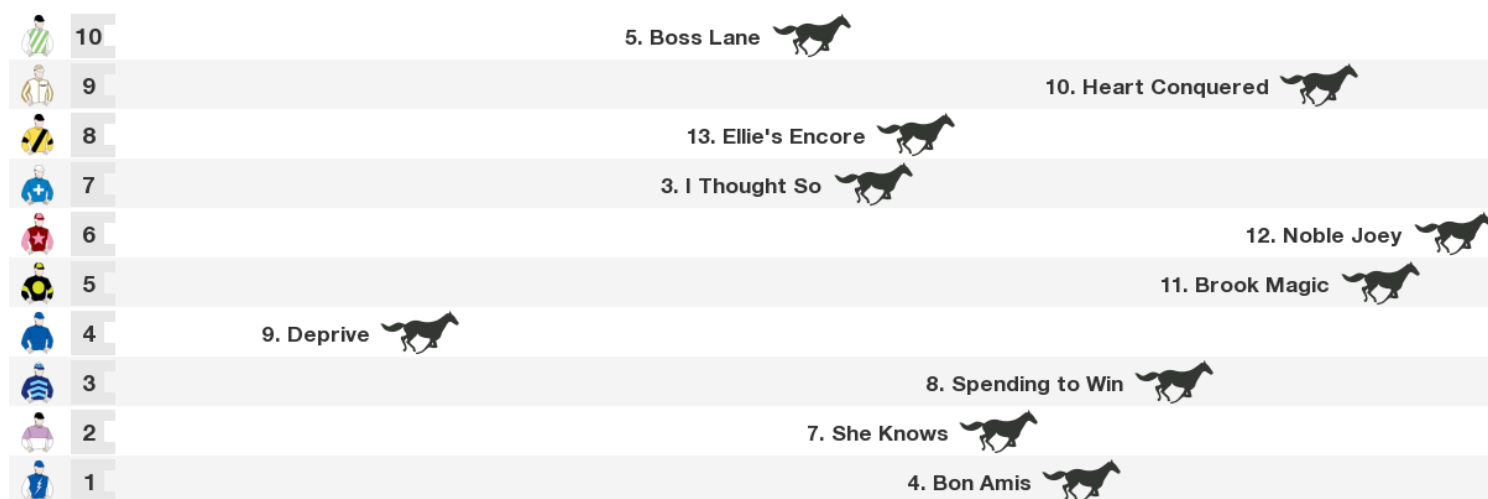 10 5. Boss Lane
9 10. Heart Conquered
8 13. Ellie's Encore
7 3. I Thought So
6 12. Noble Joey
5 11. Brook Magic
4 9. Deprive
3 8. Spending to Win
2 7. She Knows
1 4. Bon Amis